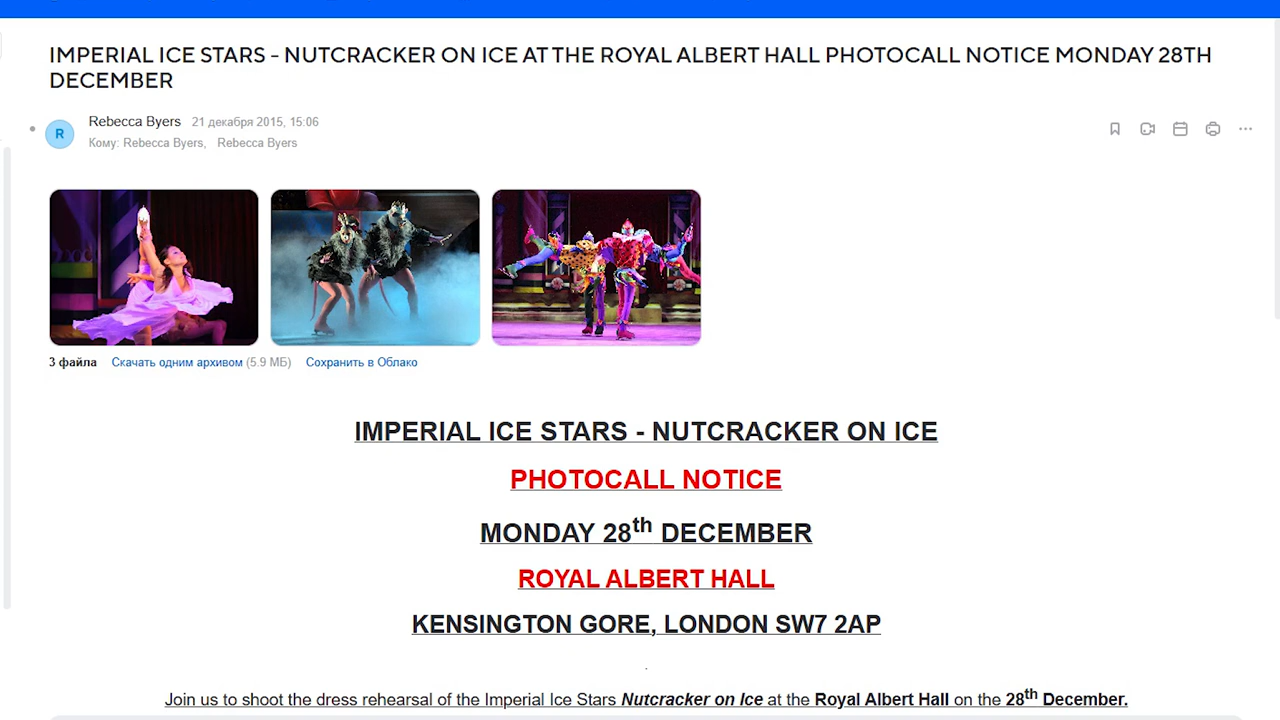 IMPERIAL ICE STARS - NUTCRACKER ON ICE AT THE ROYAL ALBERT HALL PHOTOCALL NOTICE MONDAY 28TH
DECEMBER
Rebecca Byers 21 декабря 2015, 15:06
R
Кому: Rebecca Byers, Rebecca Byers
3 файла Скачать одним архивом (5.9 МБ) Сохранить в Облако
IMPERIAL ICE STARS - NUTCRACKER ON ICE
PHOTOCALL NOTICE
MONDAY 28th DECEMBER
ROYAL ALBERT HALL
KENSINGTON GORE, LONDON SW7 2AP
.
Join us to shoot the dress rehearsal of the Imperial Ice Stars Nutcracker on Ice at the Royal Albert Hall on the 28th December.